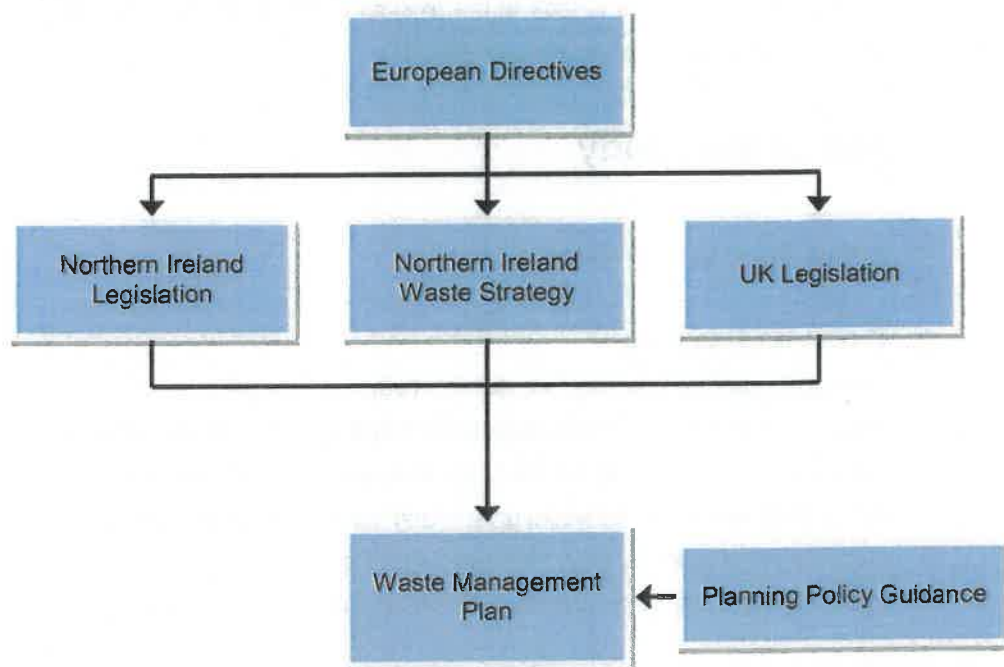 European Directives
Northern Ireland
Legislation
Northern Ireland
Waste Strategy
UK Legislation
Waste Management
Plan
Planning Policy Guidance